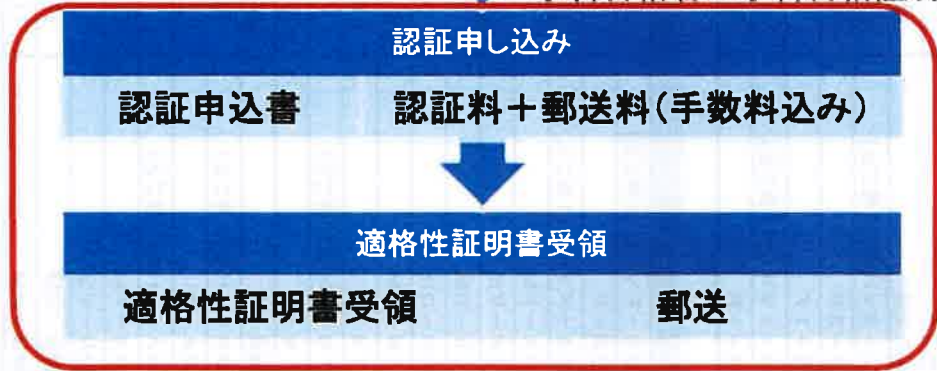 認証申し込み
認証申込書 認証料＋郵送料（手数料込み）
適格性証明書受領
適格性証明書受領 郵送